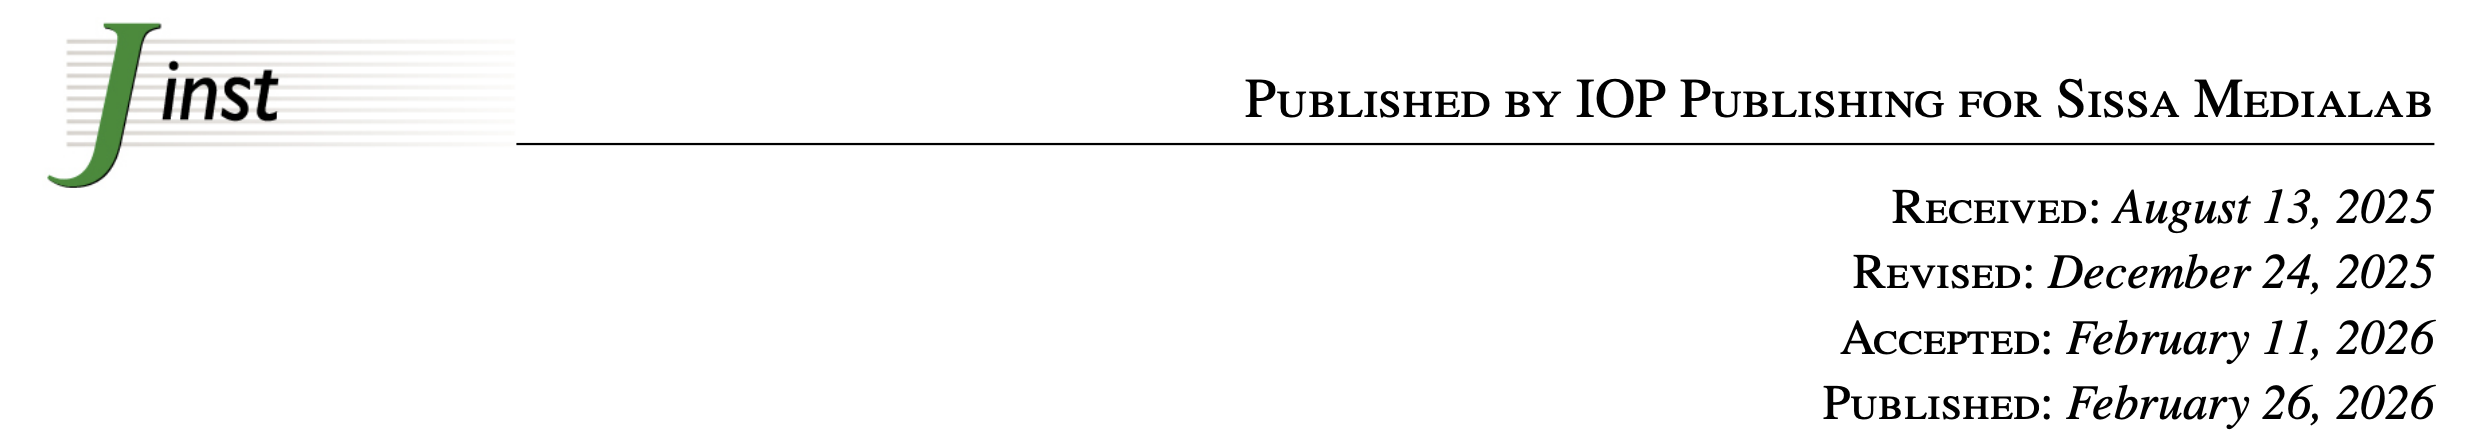 Jinst
Published by IOP Publishing for Sissa Medialab
Received: August 13, 2025
Revised: December 24, 2025
Accepted: February 11, 2026
Published: February 26, 2026